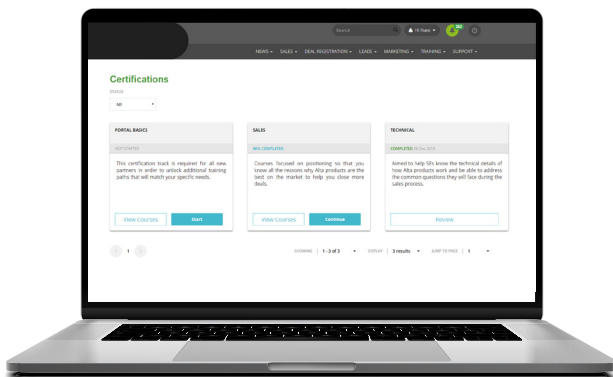 Search
Hi Trans
NEWS SALES DEAL REGISTRATION LEADS MARKETING TRAINING SUPPORT
Certifications
STATUS
All
PORTAL BASICS
NOT STARTED
This certification track is required for all new
partners in order to unlock additional training
paths that will match your specific needs.
View Courses
Start
SALES
COMPLETED
Courses focused on positioning so that you
know all the reasons why Alta products are the
best on the market to help you close more
deals.
View Courses
Continue
TECHNICAL
COMPLETED
Aimed to help SEs know the technical details of
how Alta products work and be able to address
the common questions they will face during the
sales process.
Review
1
SHOWING 1 - 3 of 3 DISPLAY 3 results JUMP TO PAGE 1